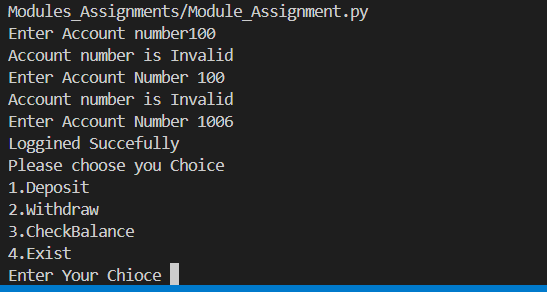 Modules_Assignments/Module_Assignment.py
Enter Account number100
Account number is Invalid
Enter Account Number 100
Account number is Invalid
Enter Account Number 1006
Loggined Succefully
Please choose you Choice
1.Deposit
2.Withdraw
3.CheckBalance
4.Exist
Enter Your Chioce